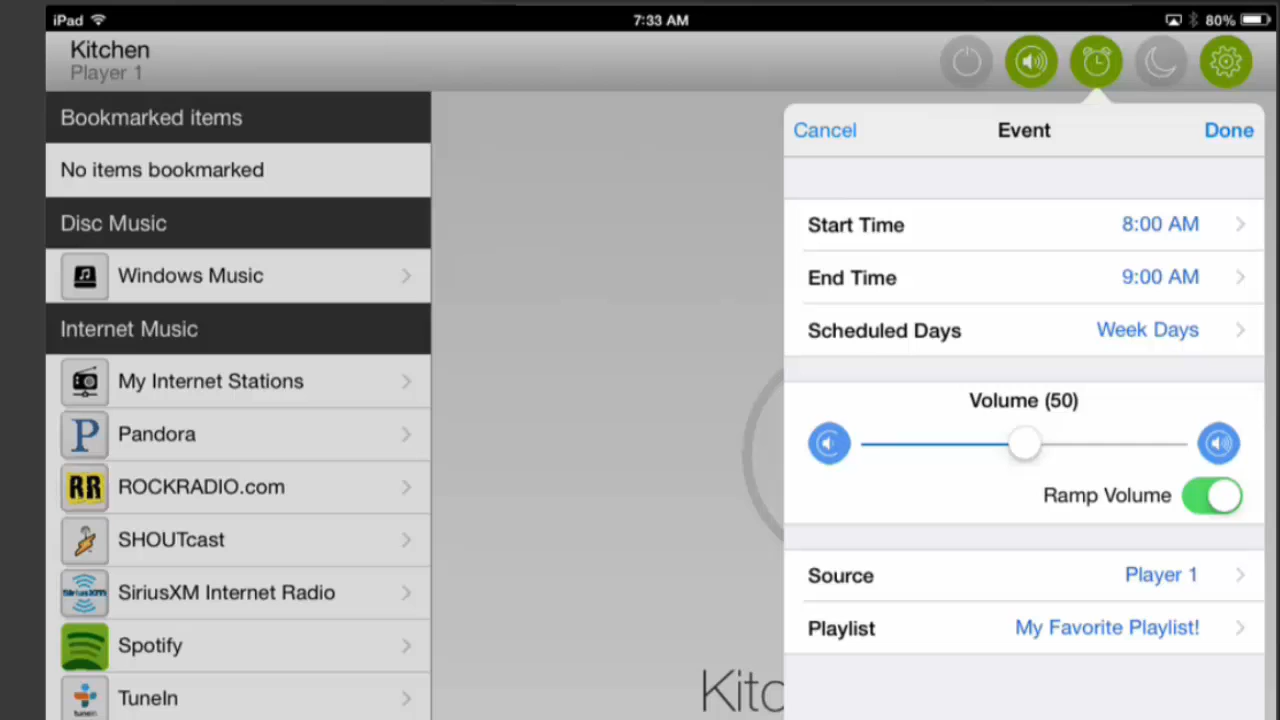 iPad
7:33 AM
80%
Kitchen
Player 1
Bookmarked items
No items bookmarked
Disc Music
Windows Music
Internet Music
My Internet Stations
P
Pandora
RR
ROCKRADIO.com
SHOUTcast
SiriusXM
SiriusXM Internet Radio
Spotify
tunein
TuneIn
Kitc
Cancel
Event
Done
Start Time
8:00 AM
End Time
9:00 AM
Scheduled Days
Week Days
Volume (50)
Ramp Volume
Source
Player 1
Playlist
My Favorite Playlist!